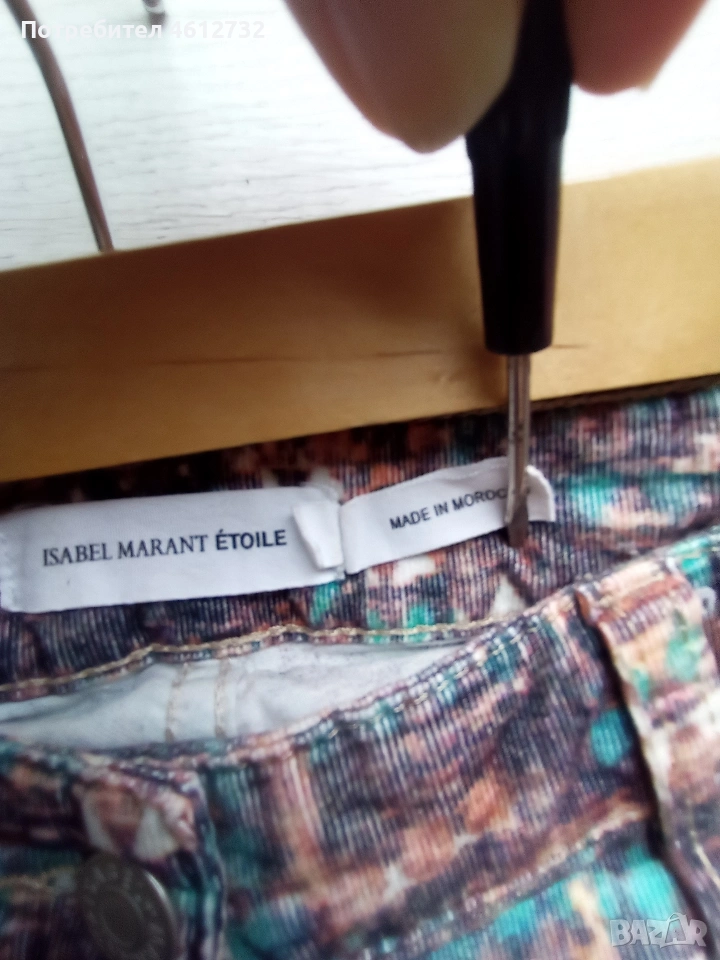 Потребител 4612732
ISABEL MARANT ÉTOILE
MADE IN
BAZAR